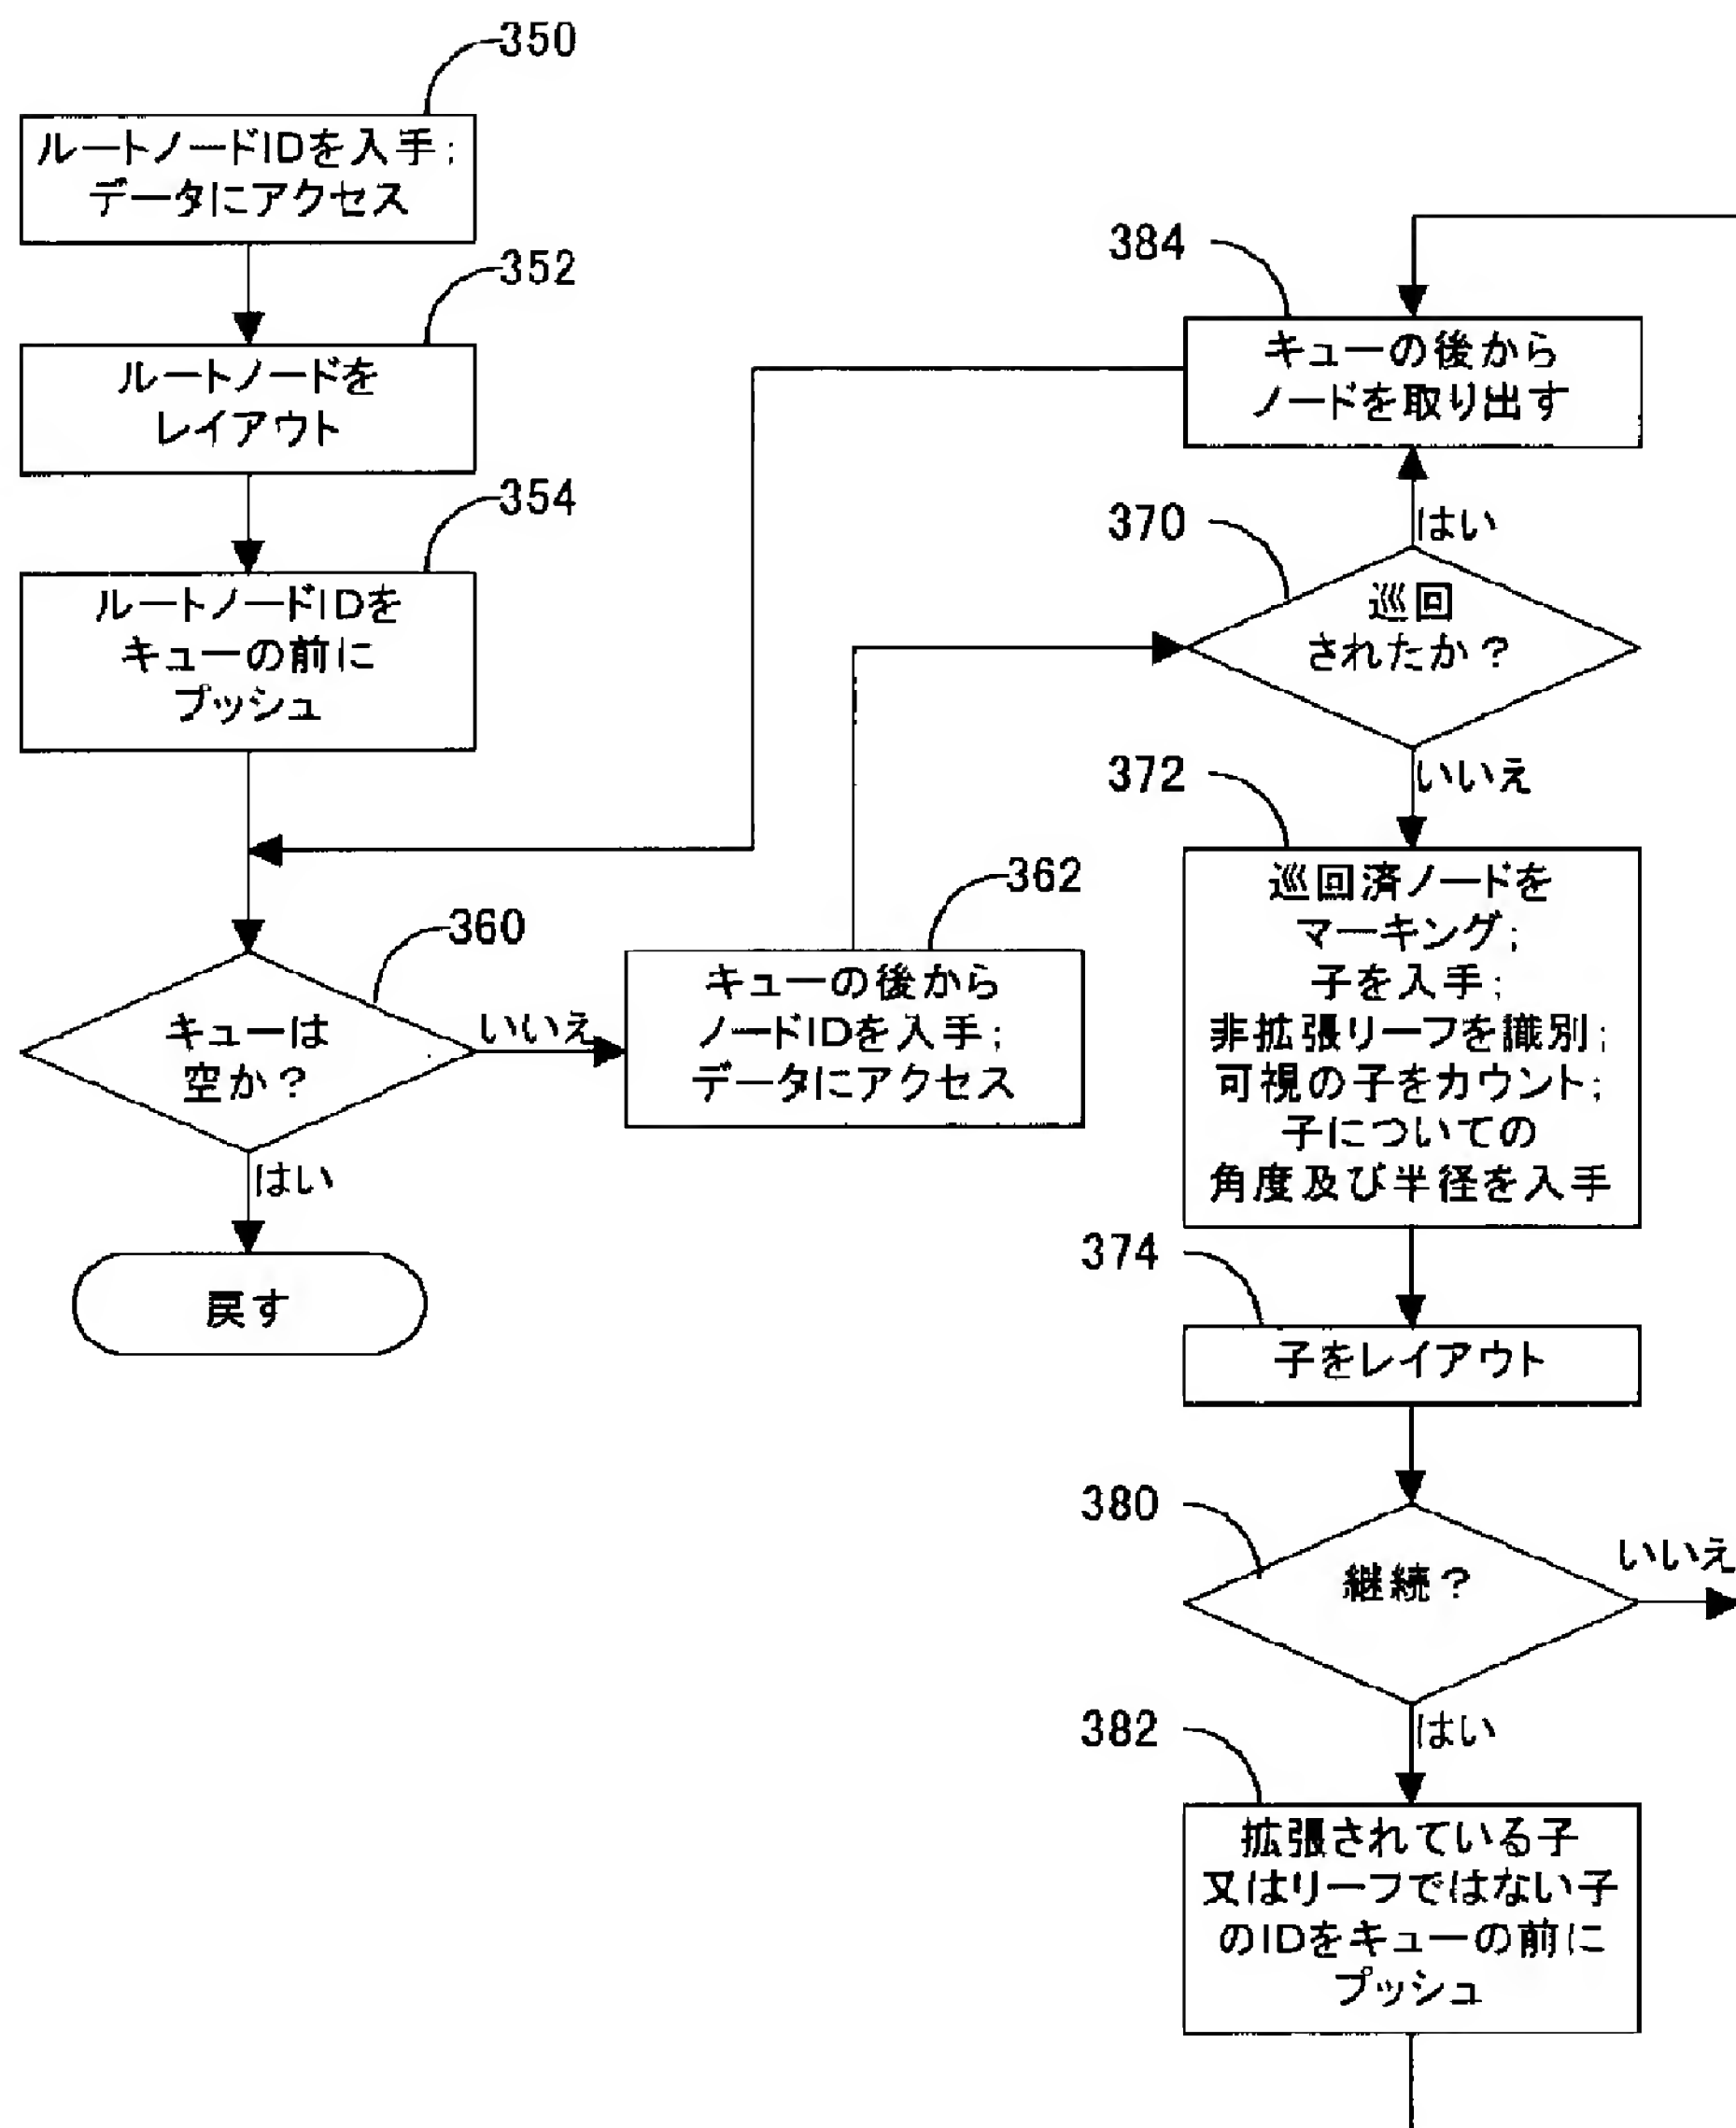 350
ルートノードIDを入手;
データにアクセス
352
ルートノードを
レイアウト
354
ルートノードIDを
キューの前に
プッシュ
360
キューは
空か?
いいえ
はい
戻す
362
キューの後から
ノードIDを入手;
データにアクセス
384
キューの後から
ノードを取り出す
370
はい
巡回
されたか?
372
いいえ
巡回済ノードを
マーキング;
子を入手;
非拡張リーフを識別;
可視の子をカウント;
子についての
角度及び半径を入手
374
子をレイアウト
380
継続?
いいえ
382
はい
拡張されている子
又はリーフではない子
のIDをキューの前に
プッシュ